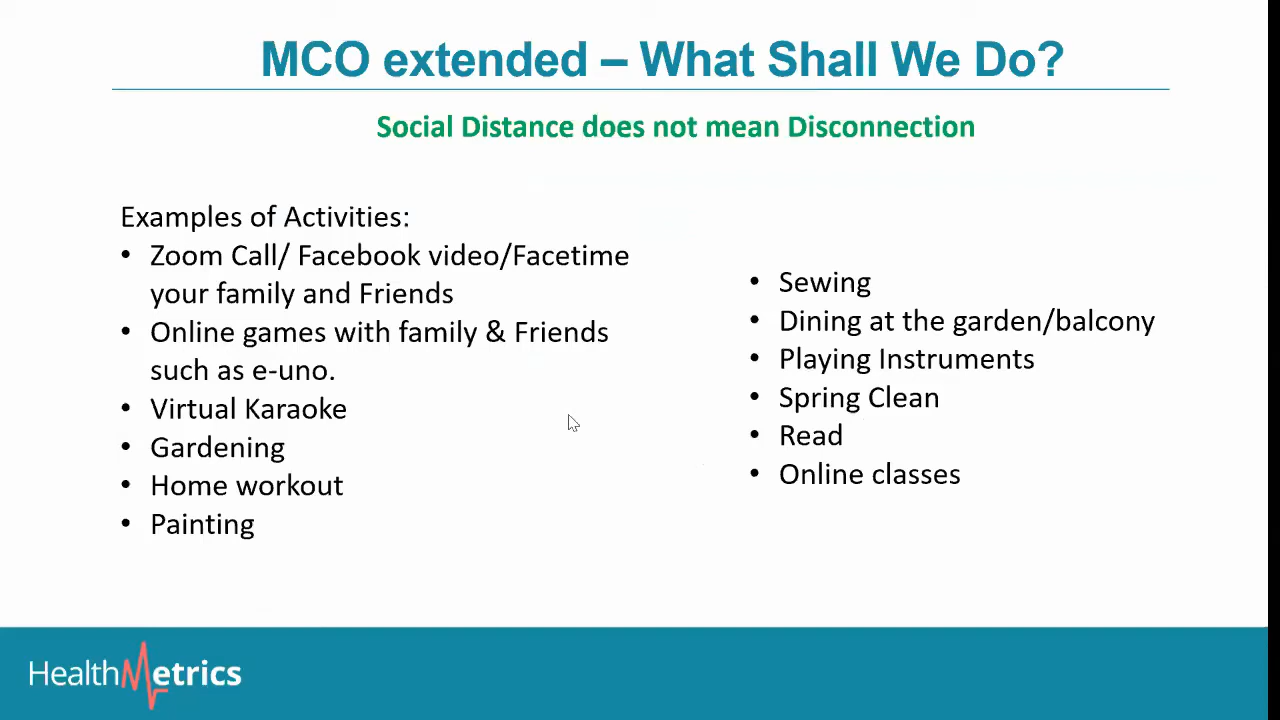 MCO extended – What Shall We Do?
Social Distance does not mean Disconnection
Examples of Activities:
• Zoom Call/ Facebook video/Facetime
your family and Friends
• Online games with family & Friends
such as e-uno.
• Virtual Karaoke
• Gardening
• Home workout
• Painting
• Sewing
• Dining at the garden/balcony
• Playing Instruments
• Spring Clean
• Read
• Online classes
HealthMetrics